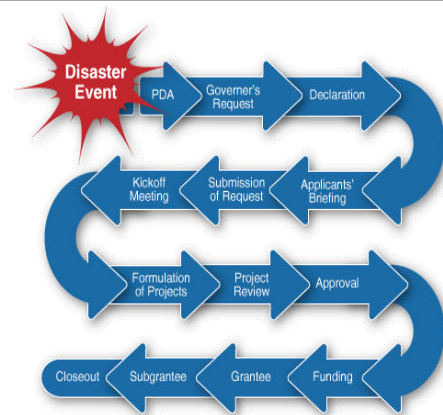 Disaster
Event
PDA
Governor's
Request
Declaration
Applicants'
Briefing
Submission
of Request
Kickoff
Meeting
Formulation
of Projects
Project
Review
Approval
Funding
Grantee
Subgrantee
Closeout